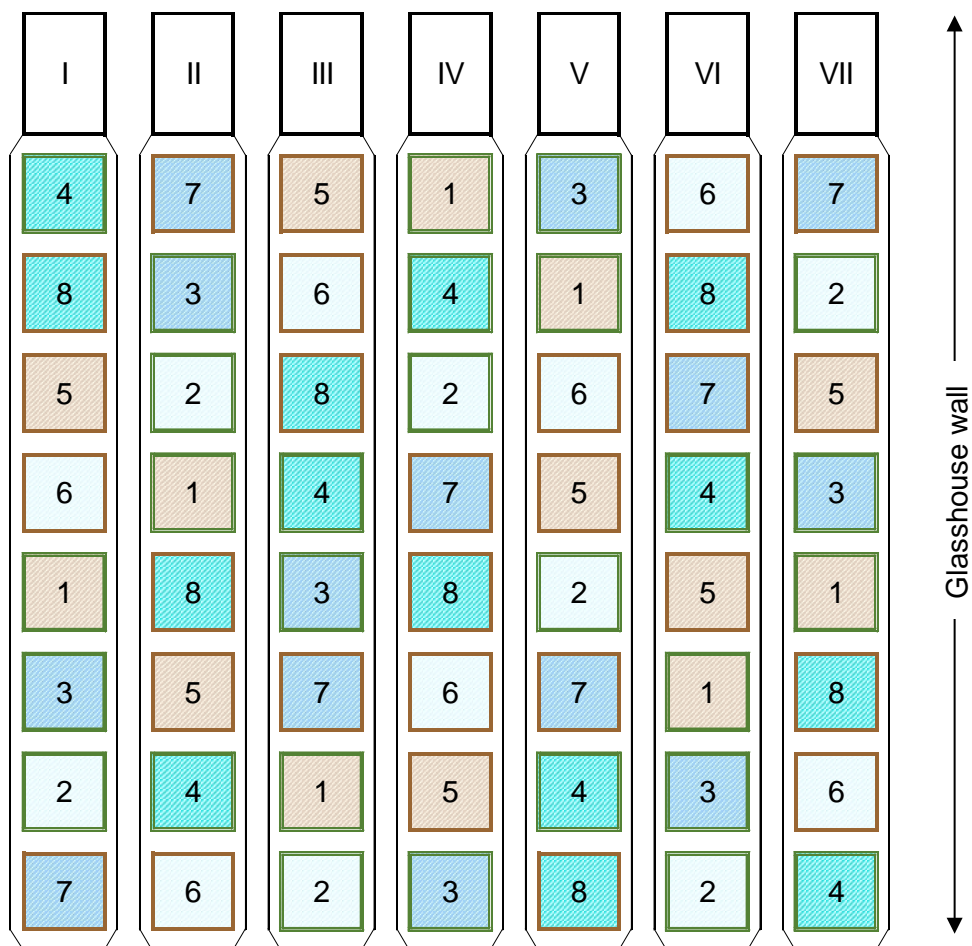 I II III IV V VI VII
4 7 5 1 3 6 7
8 3 6 4 1 8 2
5 2 8 2 6 7 5
6 1 4 7 5 4 3
1 8 3 8 2 5 1
3 5 7 6 7 1 8
2 4 1 5 4 3 6
7 6 2 3 8 2 4
Glasshouse wall